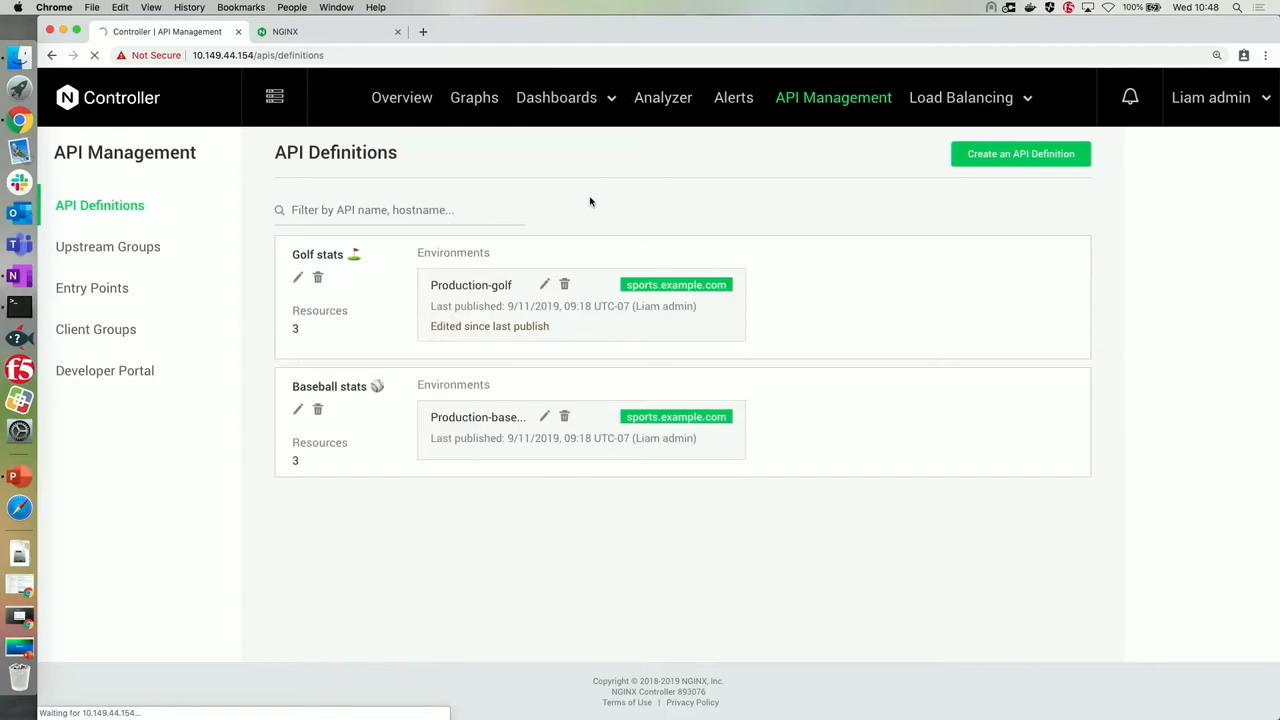 Chrome File Edit View History Bookmarks People Window Help
100% Wed 10:48
Controller | API Management
NGINX
Not Secure 10.149.44.154/apis/definitions
N Controller
Overview Graphs Dashboards Analyzer Alerts API Management Load Balancing
Liam admin
API Management
API Definitions
Upstream Groups
Entry Points
Client Groups
Developer Portal
API Definitions
Create an API Definition
Filter by API name, hostname...
Golf stats ⛳
Resources
3
Environments
Production-golf
sports.example.com
Last published: 9/11/2019, 09:18 UTC-07 (Liam admin)
Edited since last publish
Baseball stats ⚾
Resources
3
Environments
Production-base...
sports.example.com
Last published: 9/11/2019, 09:18 UTC-07 (Liam admin)
Copyright © 2018-2019 NGINX, Inc.
NGINX Controller 893076
Terms of Use | Privacy Policy
Waiting for 10.149.44.154...